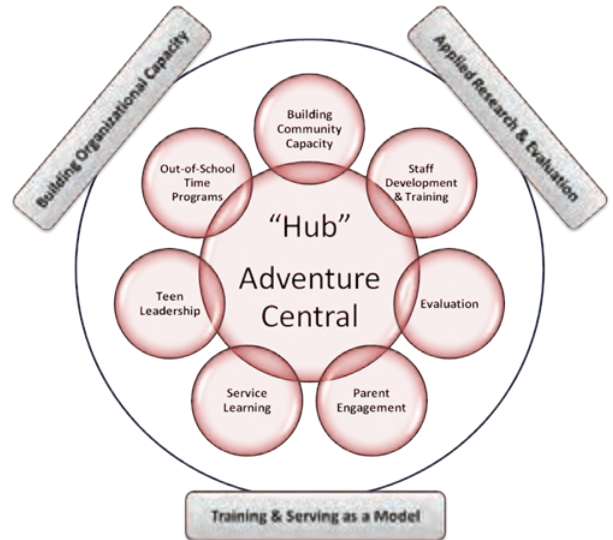 Building Organizational Capacity
Applied Research & Evaluation
Building
Community
Capacity
Out-of-School
Time
Programs
Staff
Development
& Training
“Hub”
Adventure
Central
Teen
Leadership
Evaluation
Service
Learning
Parent
Engagement
Training & Serving as a Model